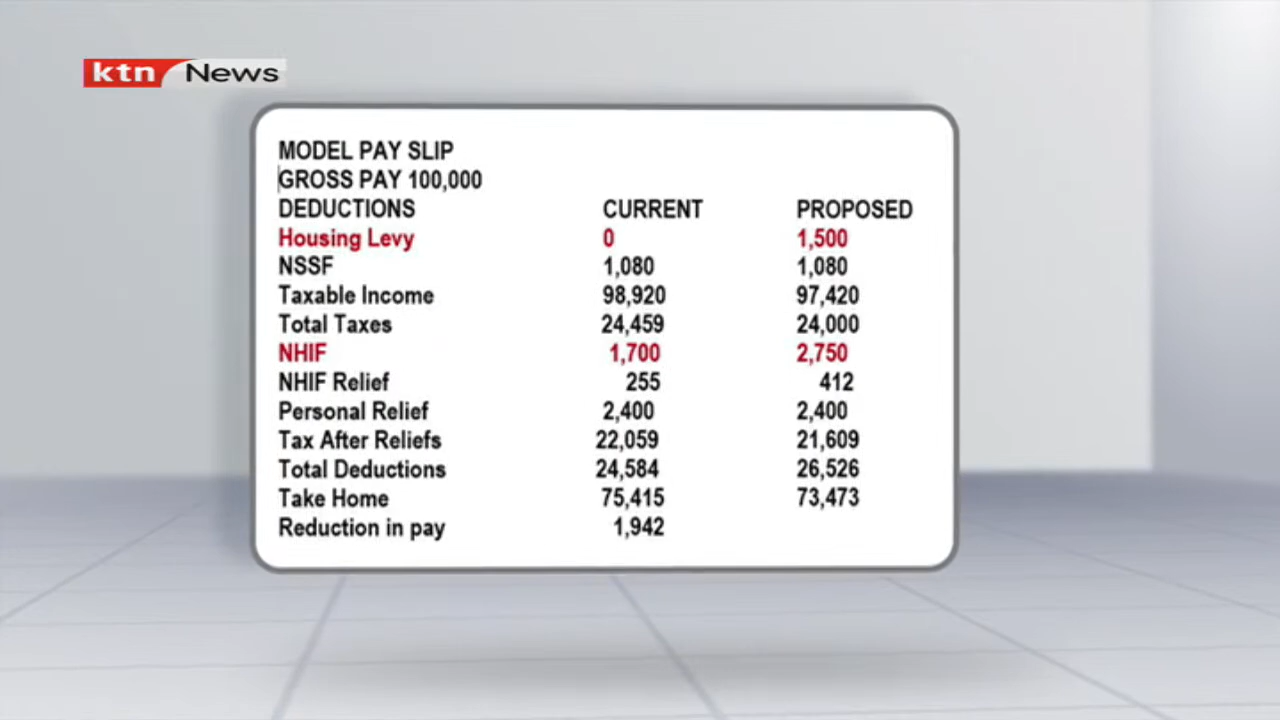 ktn News
MODEL PAY SLIP
GROSS PAY 100,000
DEDUCTIONS CURRENT PROPOSED
Housing Levy 0 1,500
NSSF 1,080 1,080
Taxable Income 98,920 97,420
Total Taxes 24,459 24,000
NHIF 1,700 2,750
NHIF Relief 255 412
Personal Relief 2,400 2,400
Tax After Reliefs 22,059 21,609
Total Deductions 24,584 26,526
Take Home 75,415 73,473
Reduction in pay 1,942